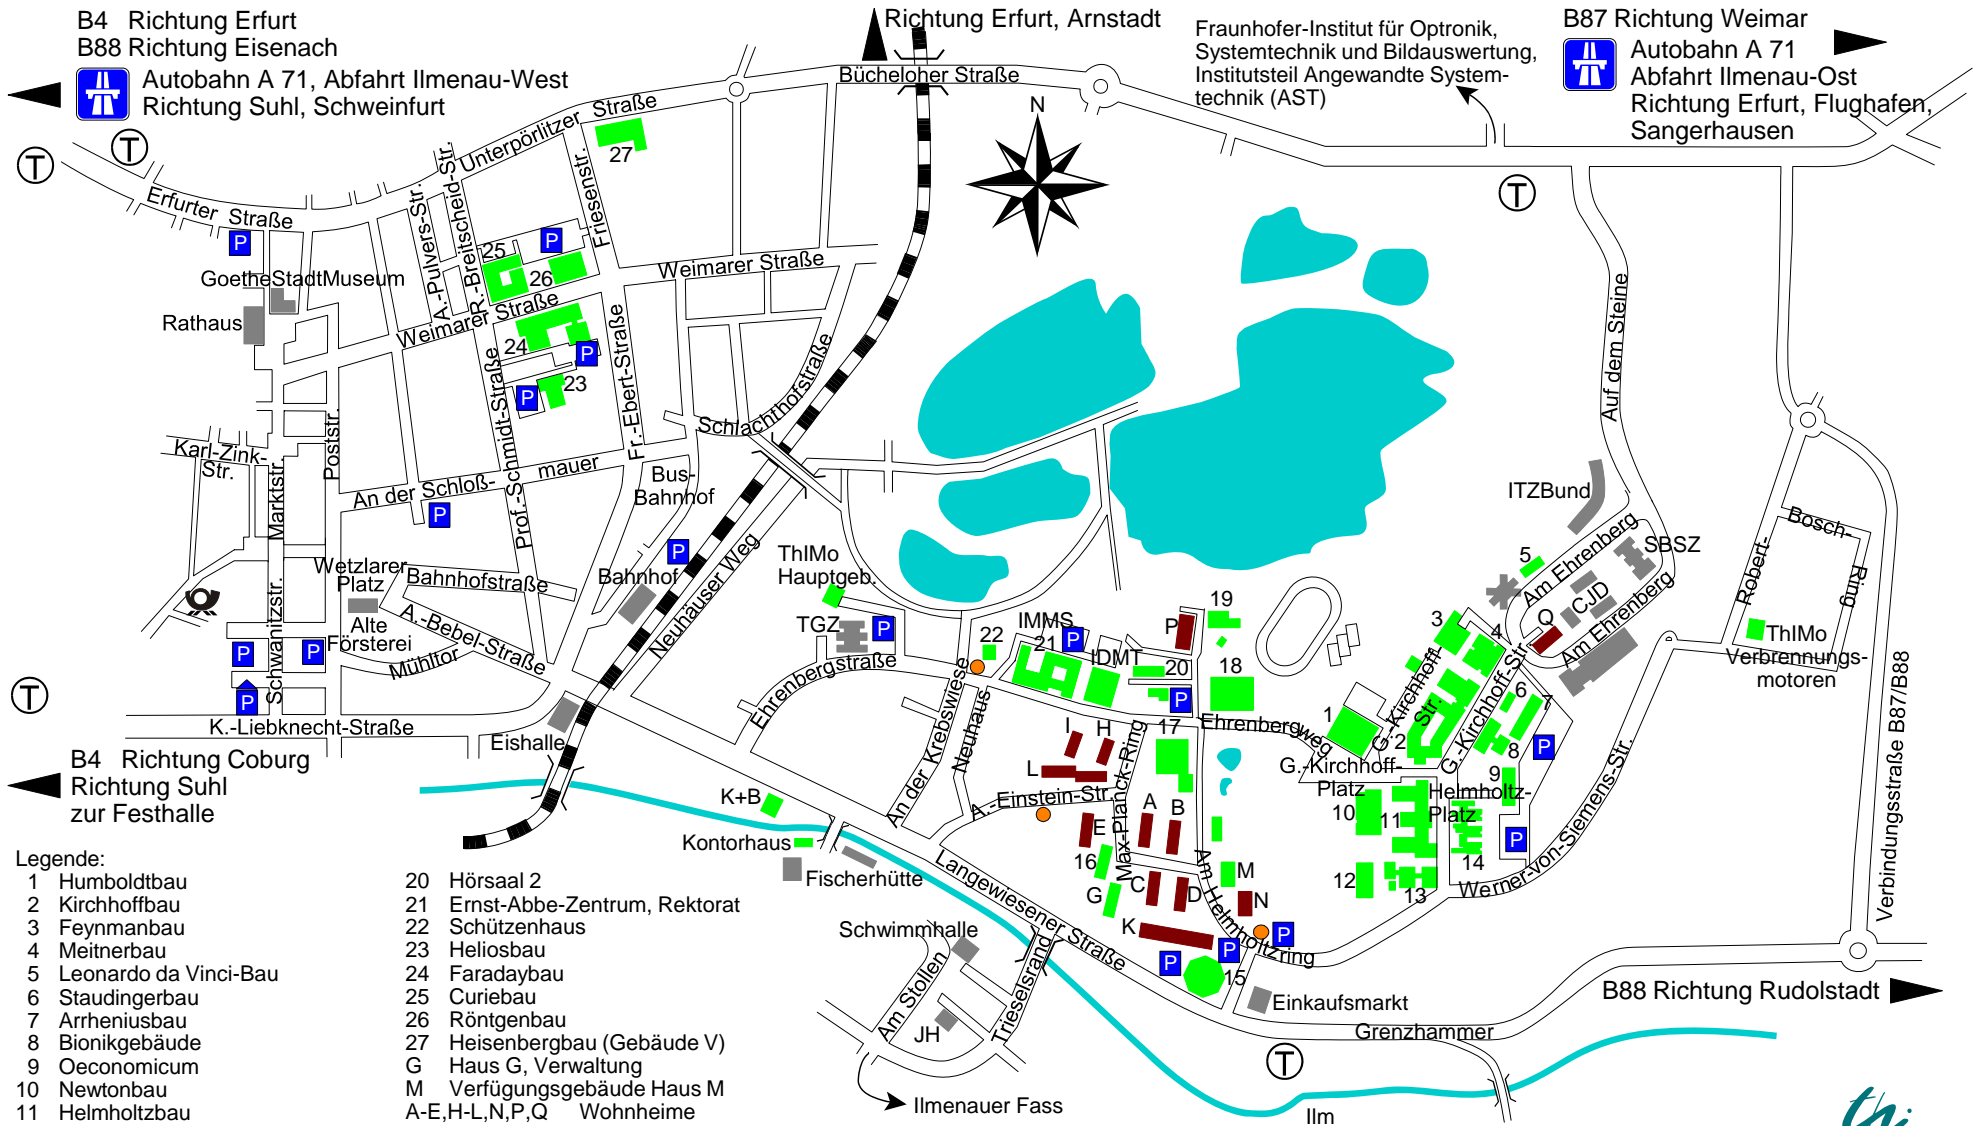 B4 Richtung Erfurt
B88 Richtung Eisenach
Autobahn A 71, Abfahrt Ilmenau-West
Richtung Suhl, Schweinfurt
Richtung Erfurt, Arnstadt
Bücheloher Straße
Fraunhofer-Institut für Optronik,
Systemtechnik und Bildauswertung,
Institutsteil Angewandte System-
technik (AST)
B87 Richtung Weimar
Autobahn A 71
Abfahrt Ilmenau-Ost
Richtung Erfurt, Flughafen,
Sangerhausen
N
T
T
T
T
T
Unterpörlitzer Straße
27
Erfurter Straße
P
A.-Pulvers-Str.
R.-Breitscheid-Str.
Friesenstr.
25
P
26
GoetheStadtMuseum
Rathaus
Weimarer Straße
Weimarer Straße
24
P
23
P
Prof.-Schmidt-Straße
Fr.-Ebert-Straße
Schlachthofstraße
Auf dem Steine
Karl-Zink-
Str.
Marktstr.
Poststr.
An der Schloß-
mauer
P
Bus-
Bahnhof
P
Neuhäuser Weg
ThIMo
Hauptgeb.
Wetzlarer
Platz
Bahnhofstraße
Bahnhof
Alte
Försterei
A.-Bebel-Straße
Mühltor
Schwanitzstr.
P
P
P
TGZ
P
Ehrenbergstraße
K.-Liebknecht-Straße
Eishalle
B4 Richtung Coburg
Richtung Suhl
zur Festhalle
ITZBund
5
Am Ehrenberg
SBSZ
CJD
Q
Am Ehrenberg
Robert-
Bosch-
Ring
ThIMo
Verbrennungs-
motoren
Verbindungsstraße B87/B88
22
IMMS
21
P
IDMT
P
19
20
18
P
17
Ehrenbergweg
1
3
4
G.-Kirchhoff-
Str.
G.-Kirchhoff-Str.
2
6
7
8
P
G.-Kirchhoff-
Platz
9
Helmholtz-
Platz
10
11
P
14
12
13
Werner-von-Siemens-Str.
An der Krebswiese
Neuhaus
I
H
L
A.-Einstein-Str.
Max-Planck-Ring
A
B
E
16
C
D
G
K
Am Helmholtzring
M
N
P
P
P
15
K+B
Kontorhaus
Fischerhütte
Langewiesener Straße
Schwimmhalle
Am Stollen
Trieselsrand
JH
Ilmenauer Fass
Einkaufsmarkt
Grenzhammer
B88 Richtung Rudolstadt
Ilm
thi
Legende:
1 Humboldtbau
2 Kirchhoffbau
3 Feynmanbau
4 Meitnerbau
5 Leonardo da Vinci-Bau
6 Staudingerbau
7 Arrheniusbau
8 Bionikgebäude
9 Oeconomicum
10 Newtonbau
11 Helmholtzbau
20 Hörsaal 2
21 Ernst-Abbe-Zentrum, Rektorat
22 Schützenhaus
23 Heliosbau
24 Faradaybau
25 Curiebau
26 Röntgenbau
27 Heisenbergbau (Gebäude V)
G Haus G, Verwaltung
M Verfügungsgebäude Haus M
A-E,H-L,N,P,Q Wohnheime